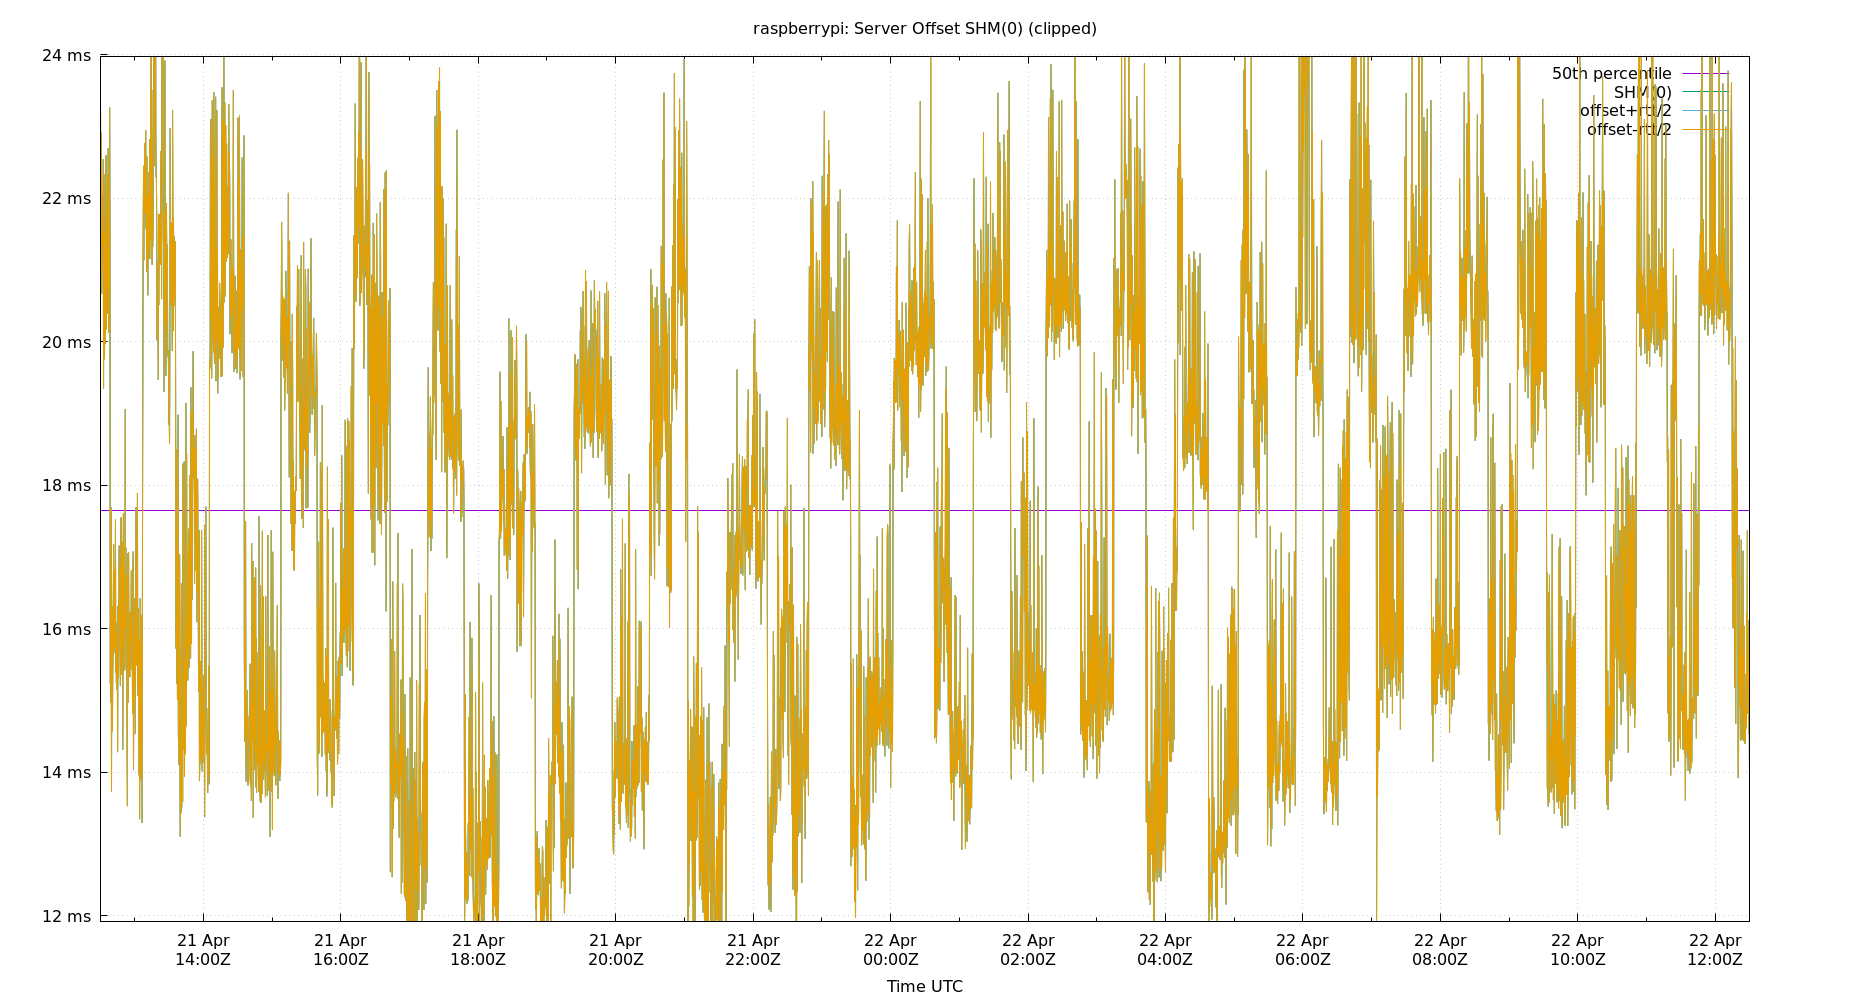 raspberrypi: Server Offset SHM(0) (clipped)
24 ms
22 ms
20 ms
18 ms
16 ms
14 ms
12 ms
50th percentile
SHM(0)
offset+rtt/2
offset-rtt/2
21 Apr
14:00Z
21 Apr
16:00Z
21 Apr
18:00Z
21 Apr
20:00Z
21 Apr
22:00Z
22 Apr
00:00Z
22 Apr
02:00Z
22 Apr
04:00Z
22 Apr
06:00Z
22 Apr
08:00Z
22 Apr
10:00Z
22 Apr
12:00Z
Time UTC